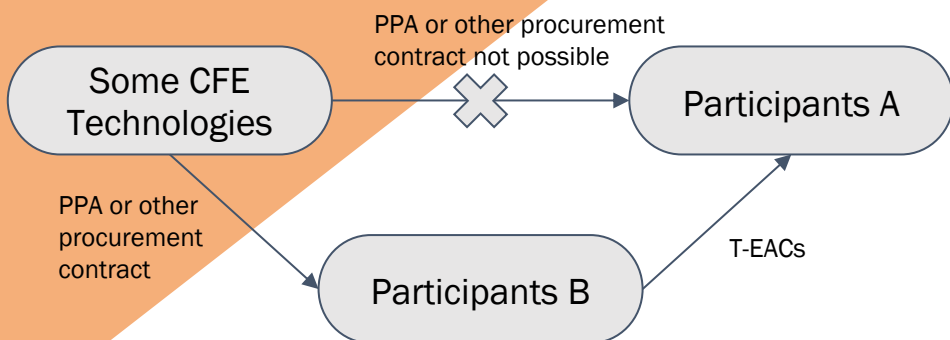 PPA or other procurement
contract not possible
Some CFE
Technologies
Participants A
PPA or other
procurement
contract
T-EACs
Participants B